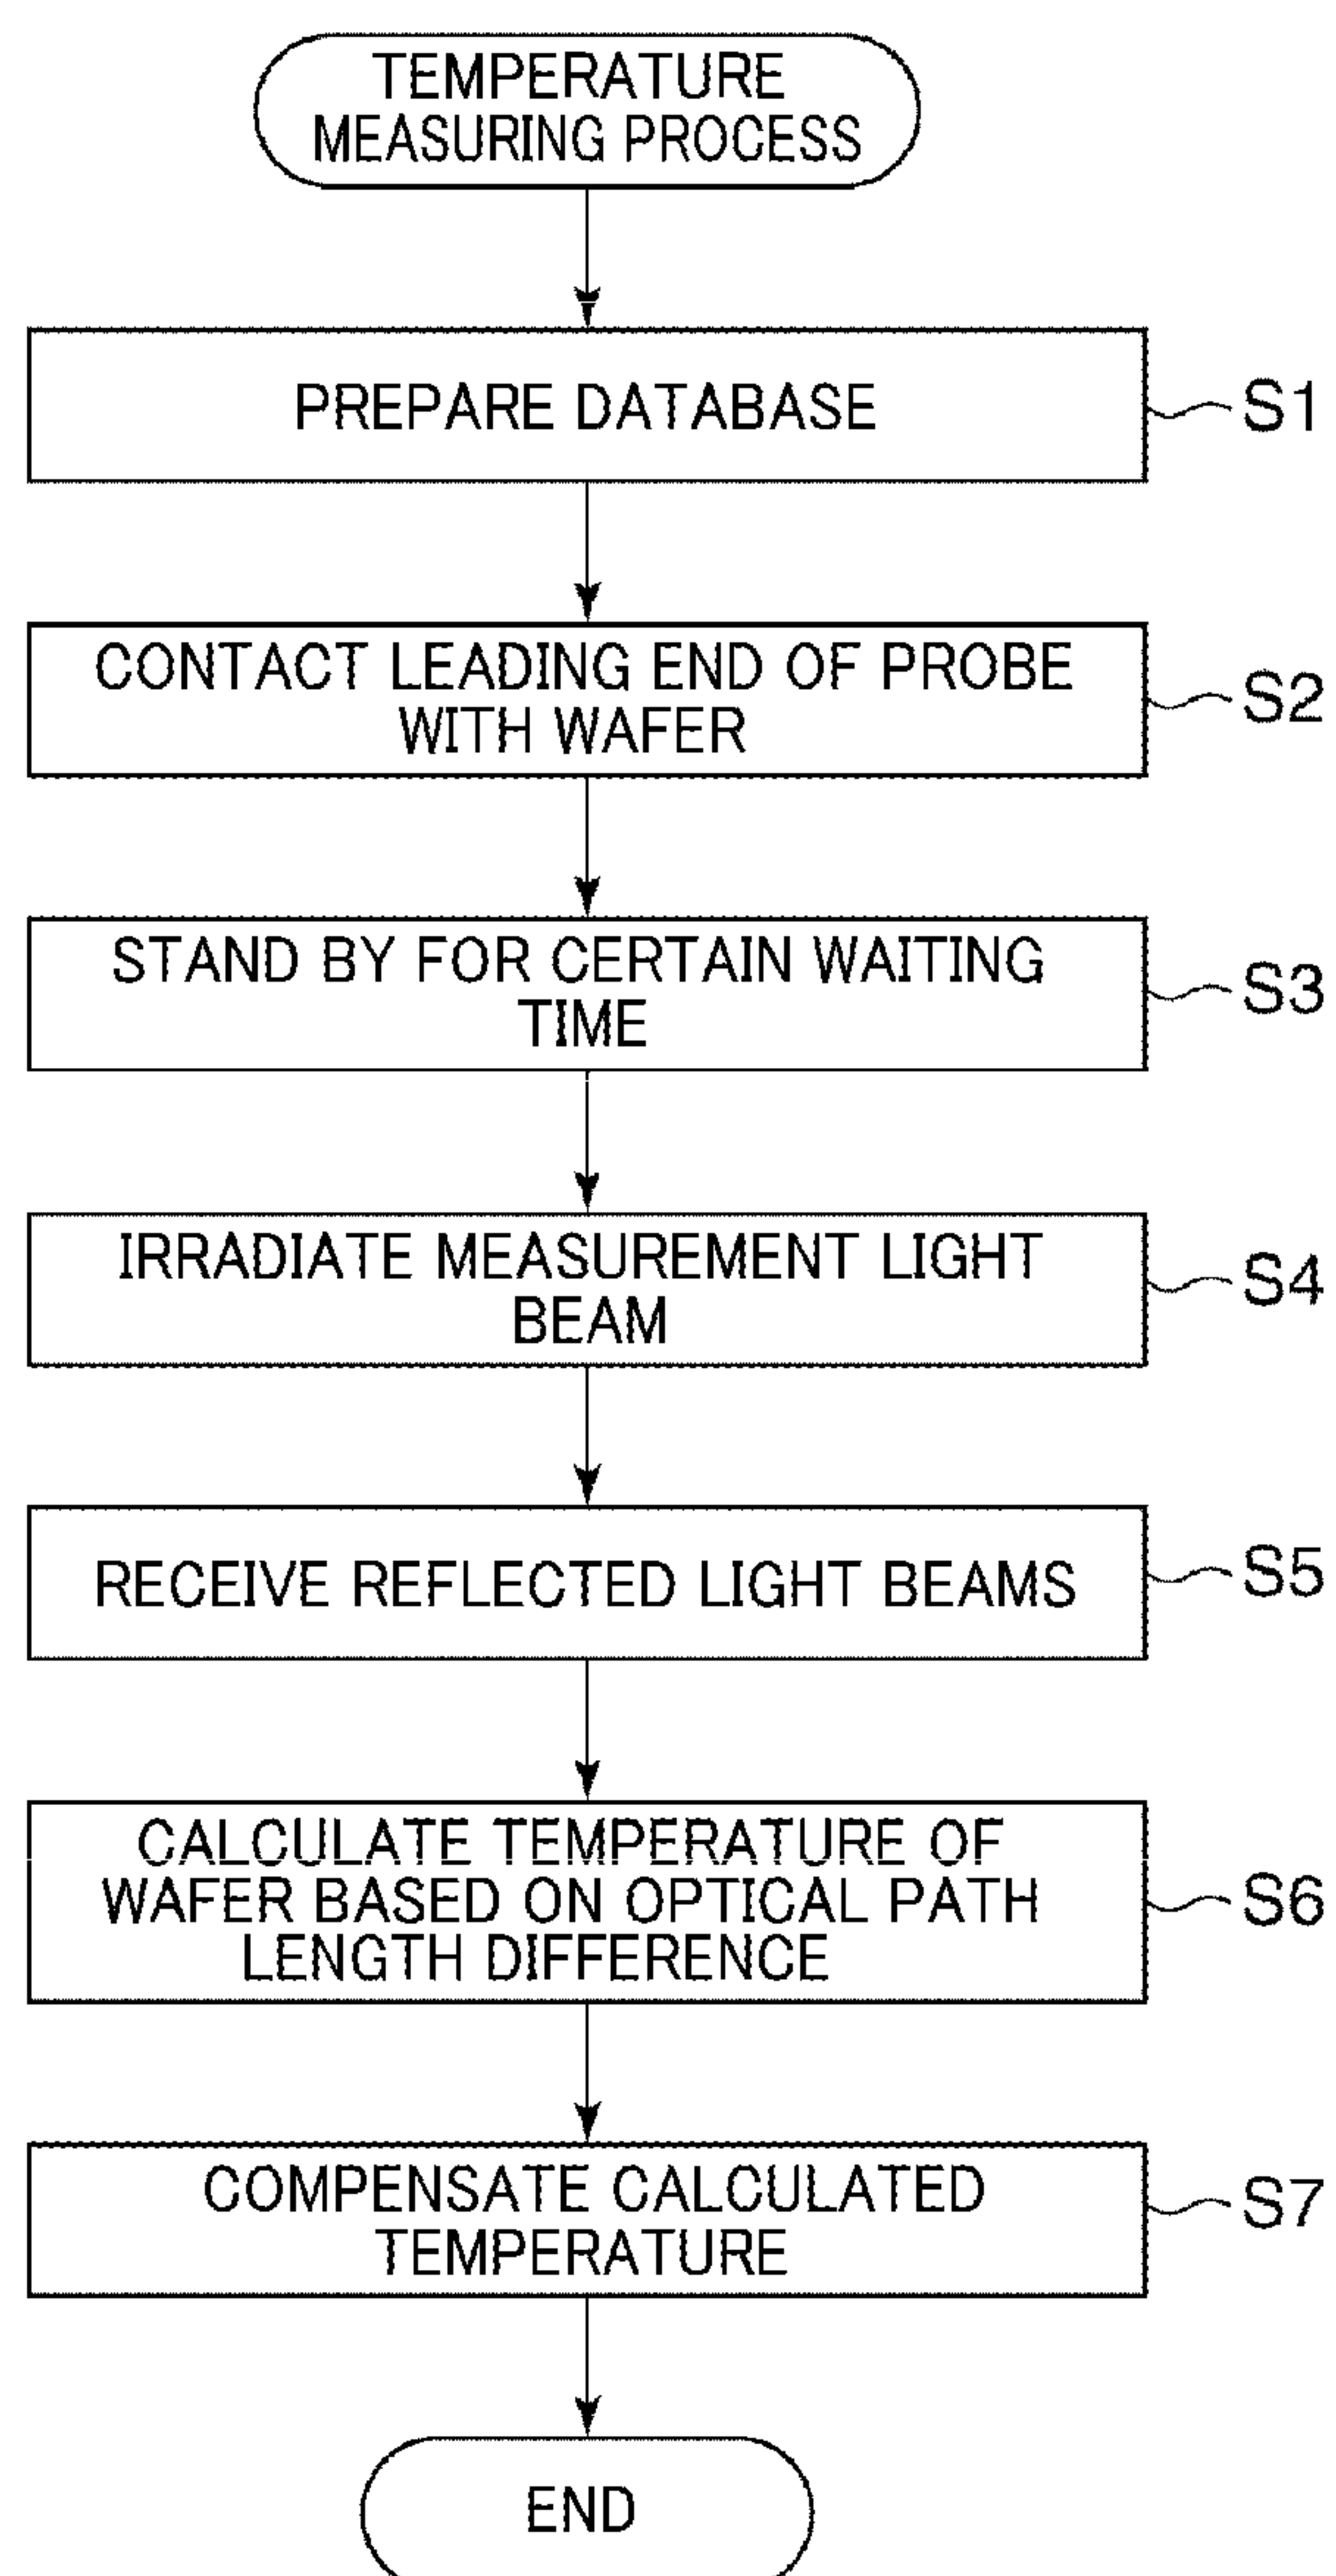 TEMPERATURE
MEASURING PROCESS
PREPARE DATABASE
S1
CONTACT LEADING END OF PROBE
WITH WAFER
S2
STAND BY FOR CERTAIN WAITING
TIME
S3
IRRADIATE MEASUREMENT LIGHT
BEAM
S4
RECEIVE REFLECTED LIGHT BEAMS
S5
CALCULATE TEMPERATURE OF
WAFER BASED ON OPTICAL PATH
LENGTH DIFFERENCE
S6
COMPENSATE CALCULATED
TEMPERATURE
S7
END